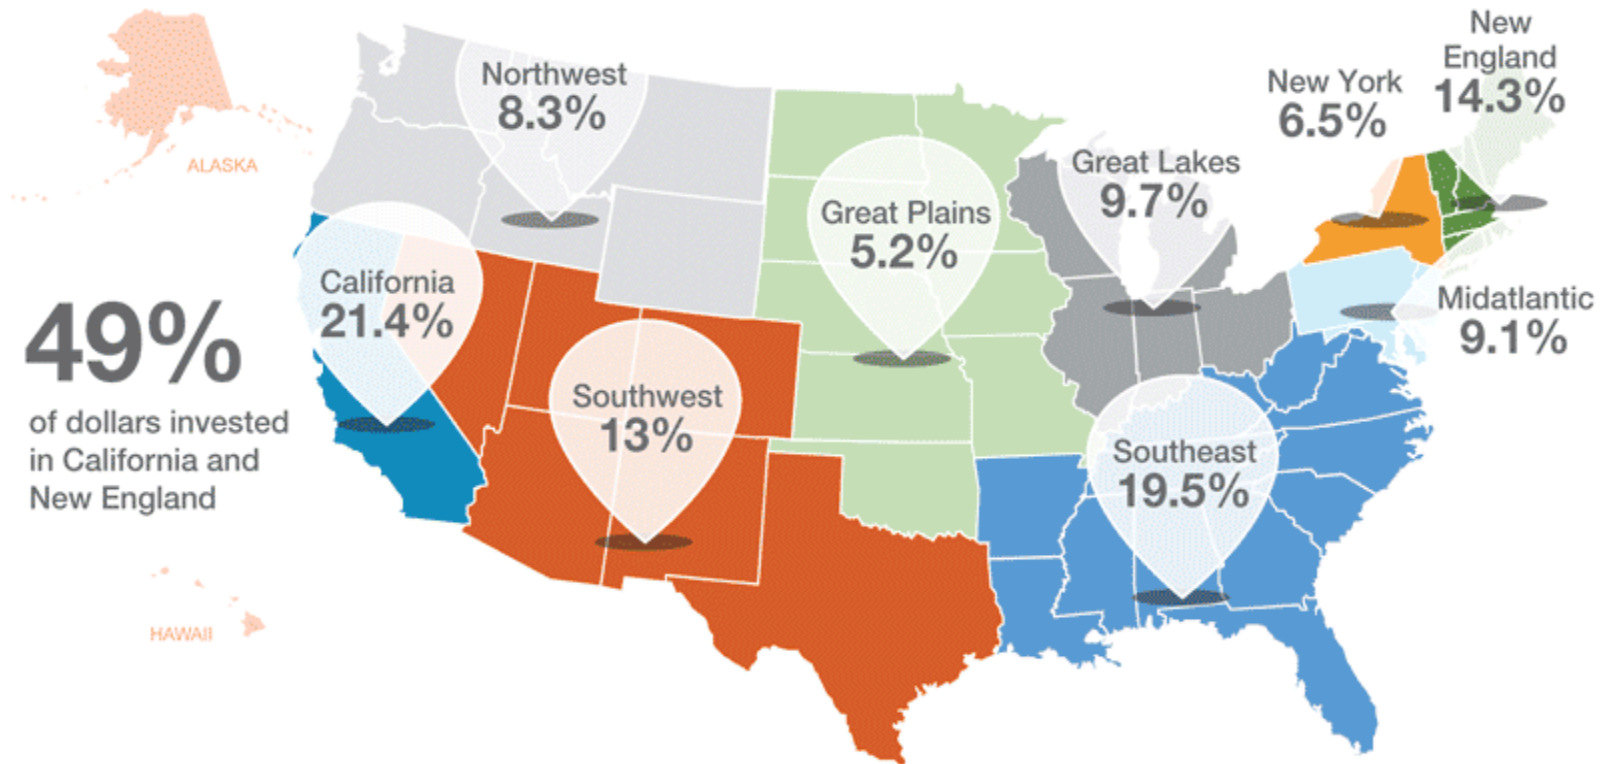 ALASKA
Northwest
8.3%
New York
6.5%
New
England
14.3%
Great Lakes
9.7%
Great Plains
5.2%
California
21.4%
Midatlantic
9.1%
49%
of dollars invested
in California and
New England
Southwest
13%
Southeast
19.5%
HAWAII